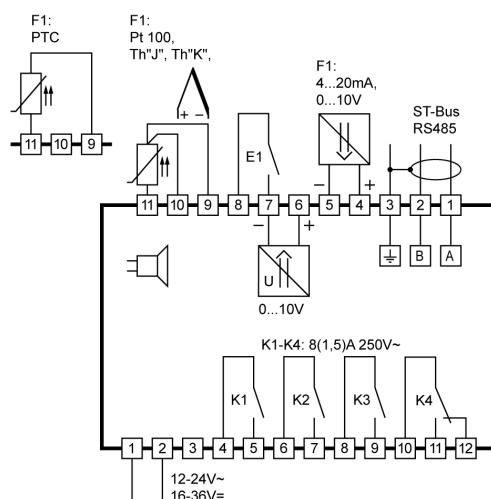 F1:
PTC
11 10 9
F1:
Pt 100,
Th"J", Th"K",
+ −
F1:
4...20mA,
0...10V
ST-Bus
RS485
E1
− +
11 10 9 8 7 6 5 4 3 2 1
− +
U
0...10V
B A
K1-K4: 8(1,5)A 250V~
K1 K2 K3 K4
1 2 3 4 5 6 7 8 9 10 11 12
12-24V~
16-36V=